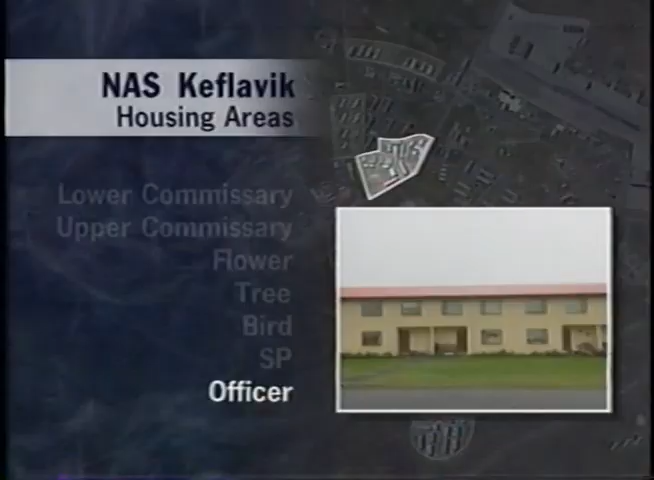 NAS Keflavik
Housing Areas
Lower Commissary
Upper Commissary
Flower
Tree
Bird
SP
Officer